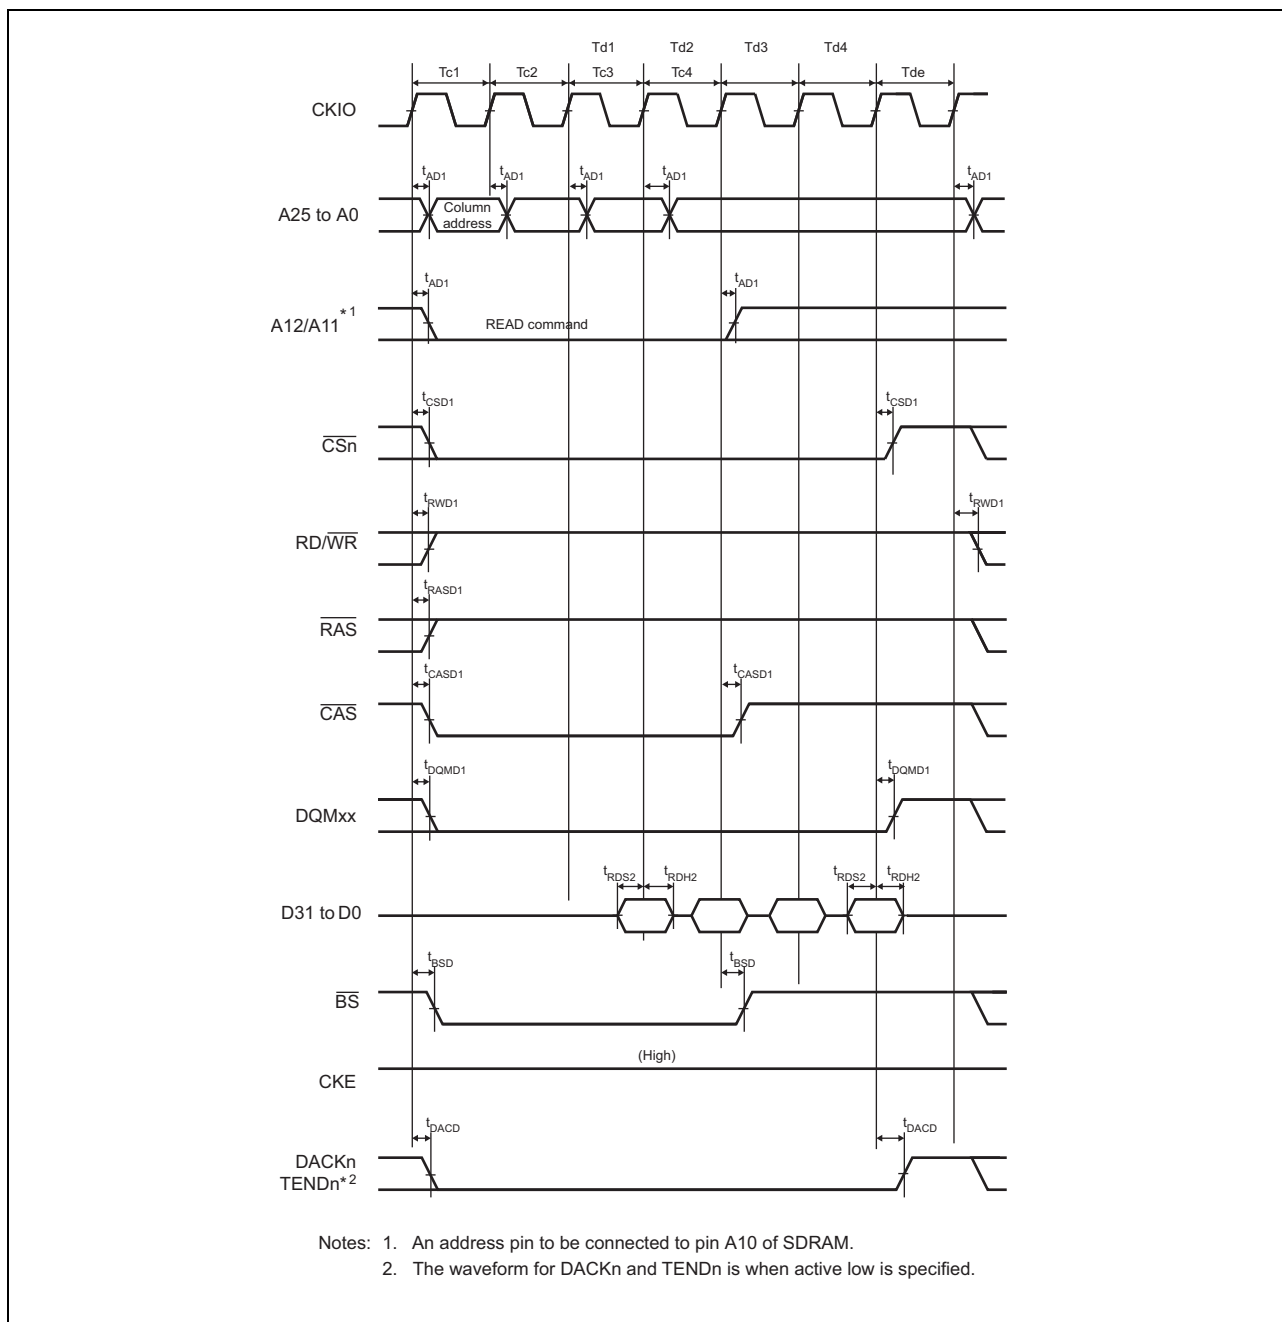 Td1 Td2 Td3 Td4
Tc1 Tc2 Tc3 Tc4 Tde
CKIO
tAD1 tAD1 tAD1 tAD1 tAD1
A25 to A0
Column
address
tAD1 tAD1
A12/A11*1
READ command
tCSD1 tCSD1
CSn
tRWD1 tRWD1
RD/WR
tRASD1
RAS
tCASD1 tCASD1
CAS
tDQMD1 tDQMD1
DQMxx
tRDS2 tRDH2 tRDS2 tRDH2
D31 to D0
tBSD tBSD
BS
(High)
CKE
tDACD tDACD
DACKn
TENDn*2
Notes: 1. An address pin to be connected to pin A10 of SDRAM.
2. The waveform for DACKn and TENDn is when active low is specified.